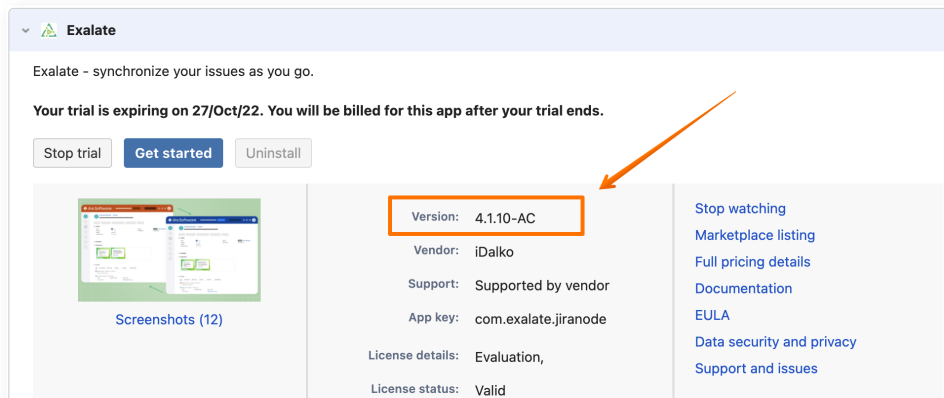 Exalate
Exalate - synchronize your issues as you go.
Your trial is expiring on 27/Oct/22. You will be billed for this app after your trial ends.
Stop trial
Get started
Uninstall
Screenshots (12)
Version: 4.1.10-AC
Vendor: iDalko
Support: Supported by vendor
App key: com.exalate.jiranode
License details: Evaluation,
License status: Valid
Stop watching
Marketplace listing
Full pricing details
Documentation
EULA
Data security and privacy
Support and issues